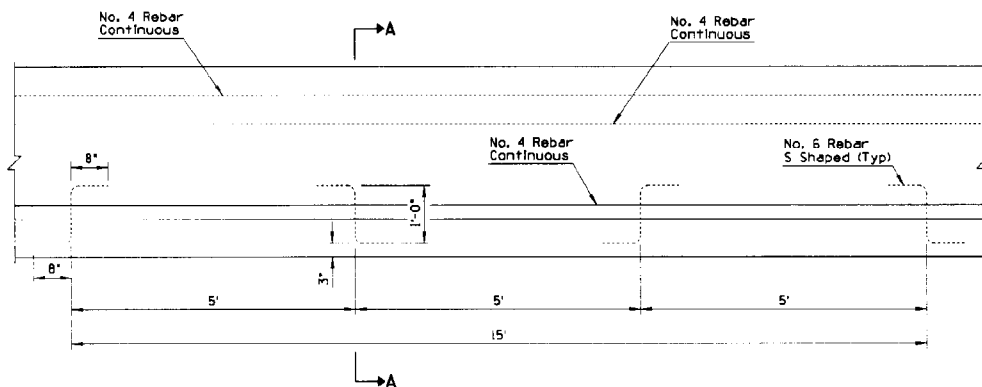 No. 4 Rebar
Continuous
A
No. 4 Rebar
Continuous
No. 4 Rebar
Continuous
No. 6 Rebar
S Shaped (Typ)
8"
1'-0"
8"
3"
5'
5'
5'
15'
A